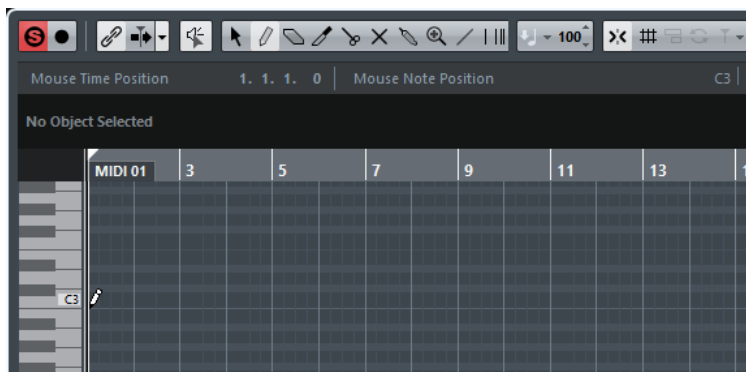 S 100
Mouse Time Position 1. 1. 1. 0 Mouse Note Position C3
No Object Selected
MIDI 01 3 5 7 9 11 13
C3